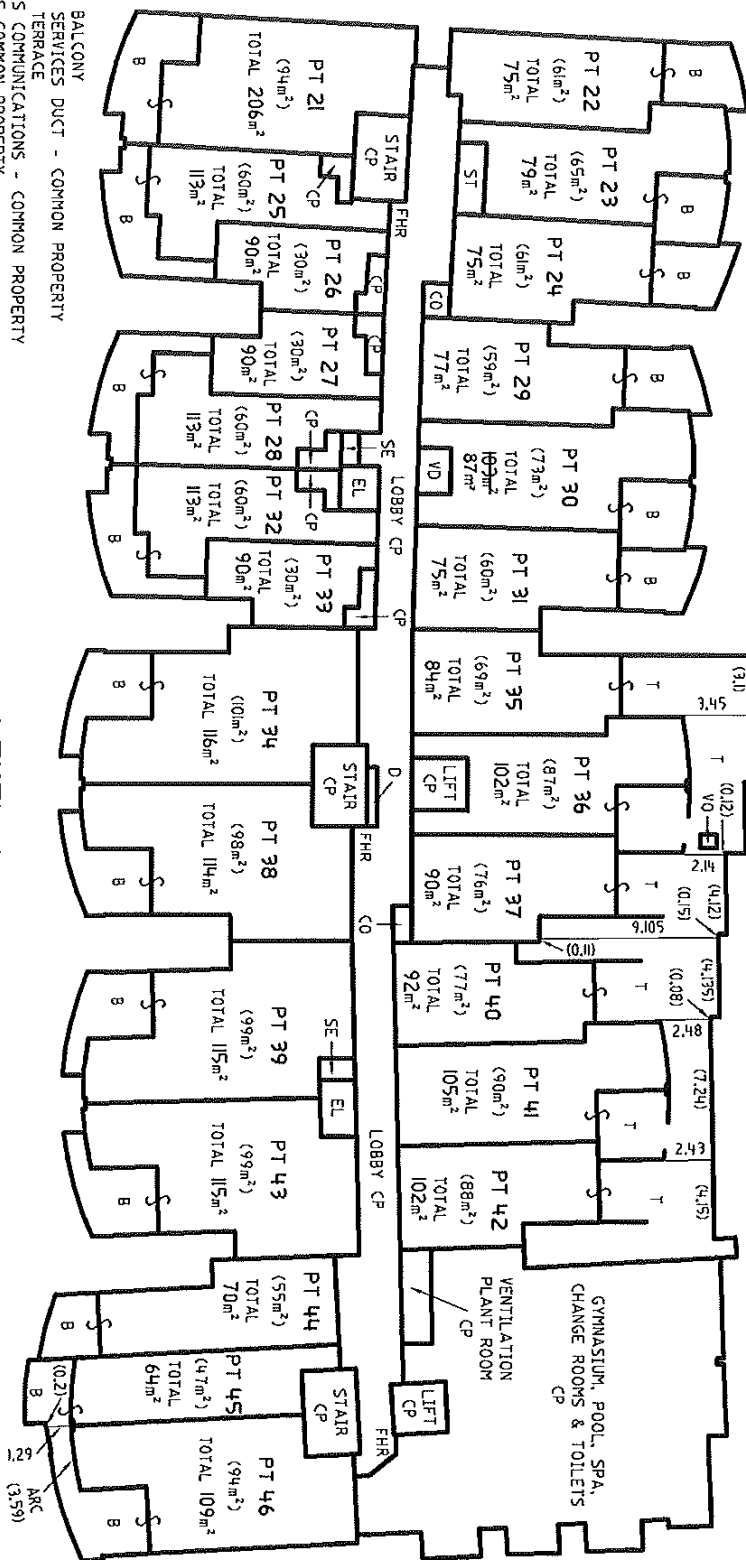 PT 21
(94m²)
TOTAL 206m²
B
S
STAIR
CP
PT 22
(61m²)
TOTAL
75m²
S
B
PT 23
(65m²)
TOTAL
79m²
ST
S
B
PT 24
(61m²)
TOTAL
75m²
CO
S
B
PT 25
(60m²)
TOTAL
113m²
CP
S
B
FHR
PT 26
(30m²)
TOTAL
90m²
CP
PT 27
(30m²)
TOTAL
90m²
CP
PT 28
(60m²)
TOTAL
113m²
CP
S
B
SE
EL
LOBBY CP
PT 29
(59m²)
TOTAL
77m²
S
B
PT 30
(73m²)
TOTAL
103m²
87m²
VD
S
B
PT 31
(60m²)
TOTAL
75m²
S
B
PT 32
(60m²)
TOTAL
113m²
CP
S
B
PT 33
(30m²)
TOTAL
90m²
CP
PT 34
(101m²)
TOTAL 116m²
S
B
PT 35
(69m²)
TOTAL
84m²
S
T
(3.1)
3.45
PT 36
(87m²)
TOTAL
102m²
LIFT
CP
S
T
(0.12)
VO
2.14
PT 37
(76m²)
TOTAL
90m²
CO
S
T
(4.12)
(0.15)
9.105
(0.11)
STAIR
CP
D
FHR
PT 38
(98m²)
TOTAL 114m²
S
B
PT 39
(99m²)
TOTAL 115m²
S
B
SE
EL
PT 40
(77m²)
TOTAL
92m²
S
T
(4.135)
(0.08)
2.48
PT 41
(90m²)
TOTAL
105m²
S
T
(7.24)
2.43
PT 42
(88m²)
TOTAL
102m²
S
T
(4.15)
LOBBY CP
PT 43
(99m²)
TOTAL 115m²
S
B
PT 44
(55m²)
TOTAL
70m²
S
B
PT 45
(47m²)
TOTAL
64m²
S
(0.2)
B
STAIR
CP
FHR
LIFT
CP
PT 46
(94m²)
TOTAL 109m²
S
B
ARC
(3.59)
VENTILATION
PLANT ROOM
CP
GYMNASIUM, POOL, SPA,
CHANGE ROOMS & TOILETS
CP
BALCONY
SERVICES DUCT - COMMON PROPERTY
TERRACE
S COMMUNICATIONS - COMMON PROPERTY